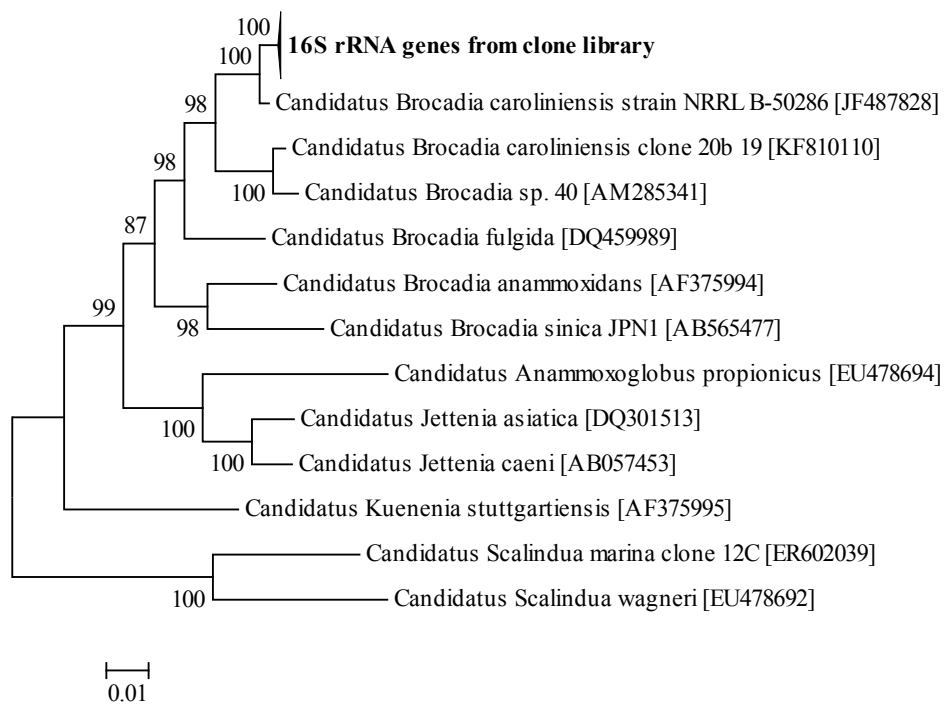 100
16S rRNA genes from clone library
100
Candidatus Brocadia caroliniensis strain NRRL B-50286 [JF487828]
98
Candidatus Brocadia caroliniensis clone 20b 19 [KF810110]
100
Candidatus Brocadia sp. 40 [AM285341]
98
Candidatus Brocadia fulgida [DQ459989]
87
Candidatus Brocadia anammoxidans [AF375994]
98
Candidatus Brocadia sinica JPN1 [AB565477]
99
Candidatus Anammoxoglobus propionicus [EU478694]
100
Candidatus Jettenia asiatica [DQ301513]
100
Candidatus Jettenia caeni [AB057453]
Candidatus Kuenenia stuttgartiensis [AF375995]
Candidatus Scalindua marina clone 12C [ER602039]
100
Candidatus Scalindua wagneri [EU478692]
0.01